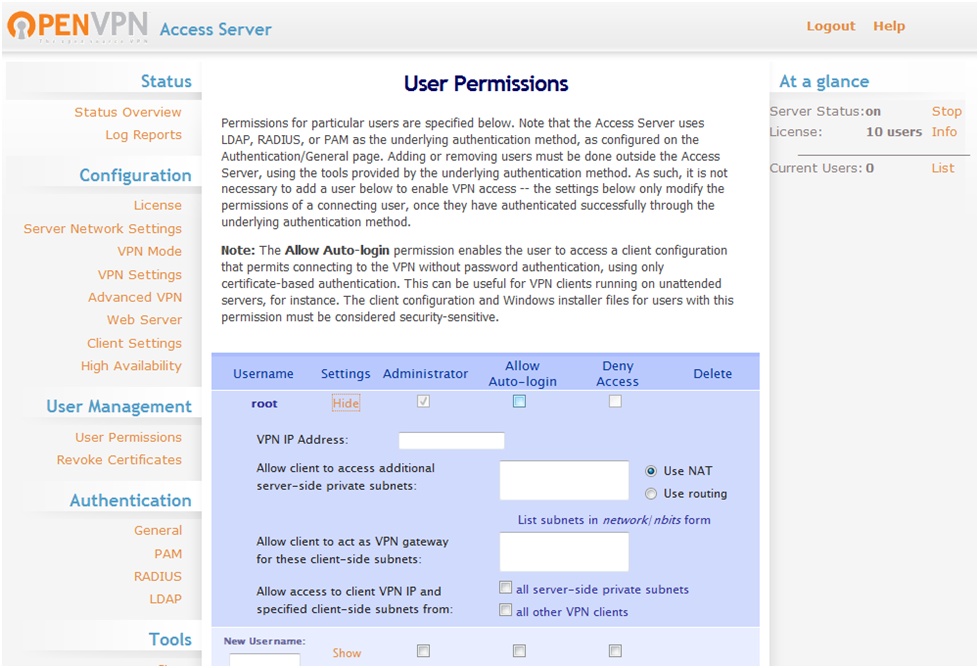 OPENVPN Access Server
Logout Help
Status
Status Overview
Log Reports
Configuration
License
Server Network Settings
VPN Mode
VPN Settings
Advanced VPN
Web Server
Client Settings
High Availability
User Management
User Permissions
Revoke Certificates
Authentication
General
PAM
RADIUS
LDAP
Tools
User Permissions
Permissions for particular users are specified below. Note that the Access Server uses
LDAP, RADIUS, or PAM as the underlying authentication method, as configured on the
Authentication/General page. Adding or removing users must be done outside the Access
Server, using the tools provided by the underlying authentication method. As such, it is not
necessary to add a user below to enable VPN access -- the settings below only modify the
permissions of a connecting user, once they have authenticated successfully through the
underlying authentication method.
Note: The Allow Auto-login permission enables the user to access a client configuration
that permits connecting to the VPN without password authentication, using only
certificate-based authentication. This can be useful for VPN clients running on unattended
servers, for instance. The client configuration and Windows installer files for users with this
permission must be considered security-sensitive.
Username Settings Administrator Allow Auto-login Deny Access Delete
root Hide
VPN IP Address:
Allow client to access additional
server-side private subnets:
Use NAT
Use routing
List subnets in network/nbits form
Allow client to act as VPN gateway
for these client-side subnets:
Allow access to client VPN IP and
specified client-side subnets from:
all server-side private subnets
all other VPN clients
New Username:
Show
At a glance
Server Status: on Stop
License: 10 users Info
Current Users: 0 List